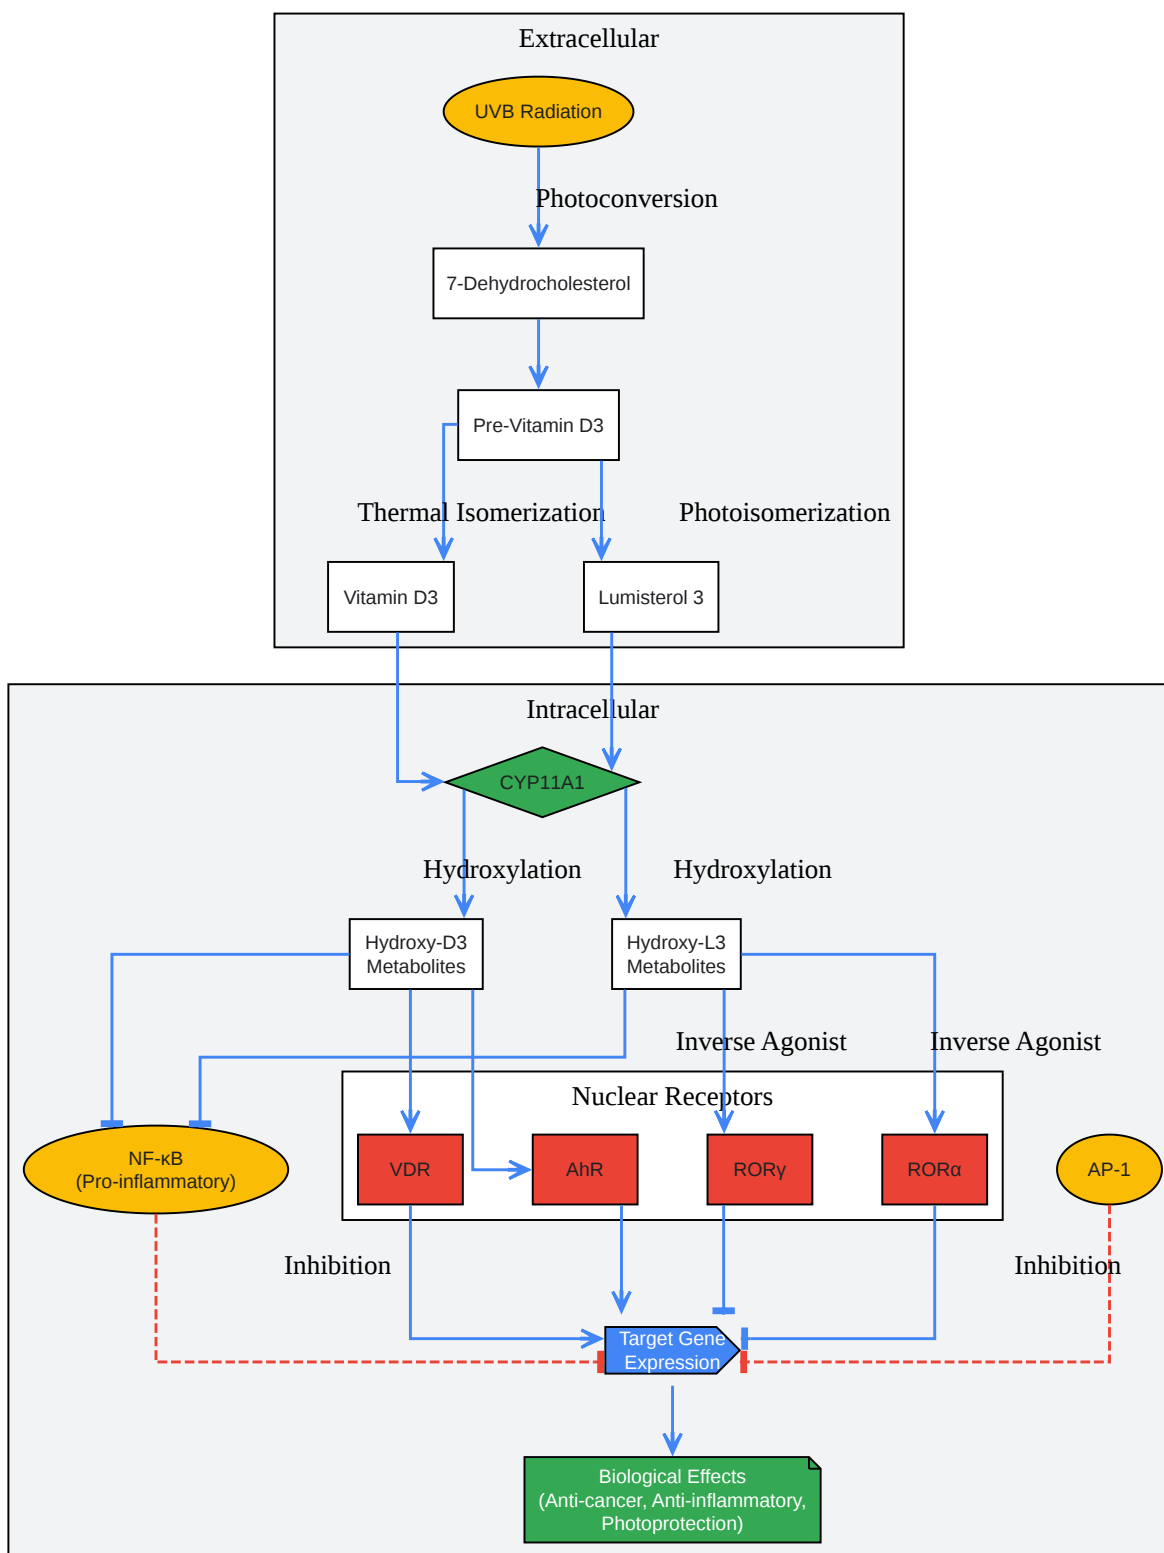 Extracellular
UVB Radiation
Photoconversion
7-Dehydrocholesterol
Pre-Vitamin D3
Thermal Isomerization
Photoisomerization
Vitamin D3
Lumisterol 3
Intracellular
CYP11A1
Hydroxylation
Hydroxylation
Hydroxy-D3
Metabolites
Hydroxy-L3
Metabolites
Inverse Agonist
Inverse Agonist
Nuclear Receptors
NF-κB
(Pro-inflammatory)
VDR
AhR
RORγ
RORα
AP-1
Inhibition
Inhibition
Target Gene
Expression
Biological Effects
(Anti-cancer, Anti-inflammatory,
Photoprotection)